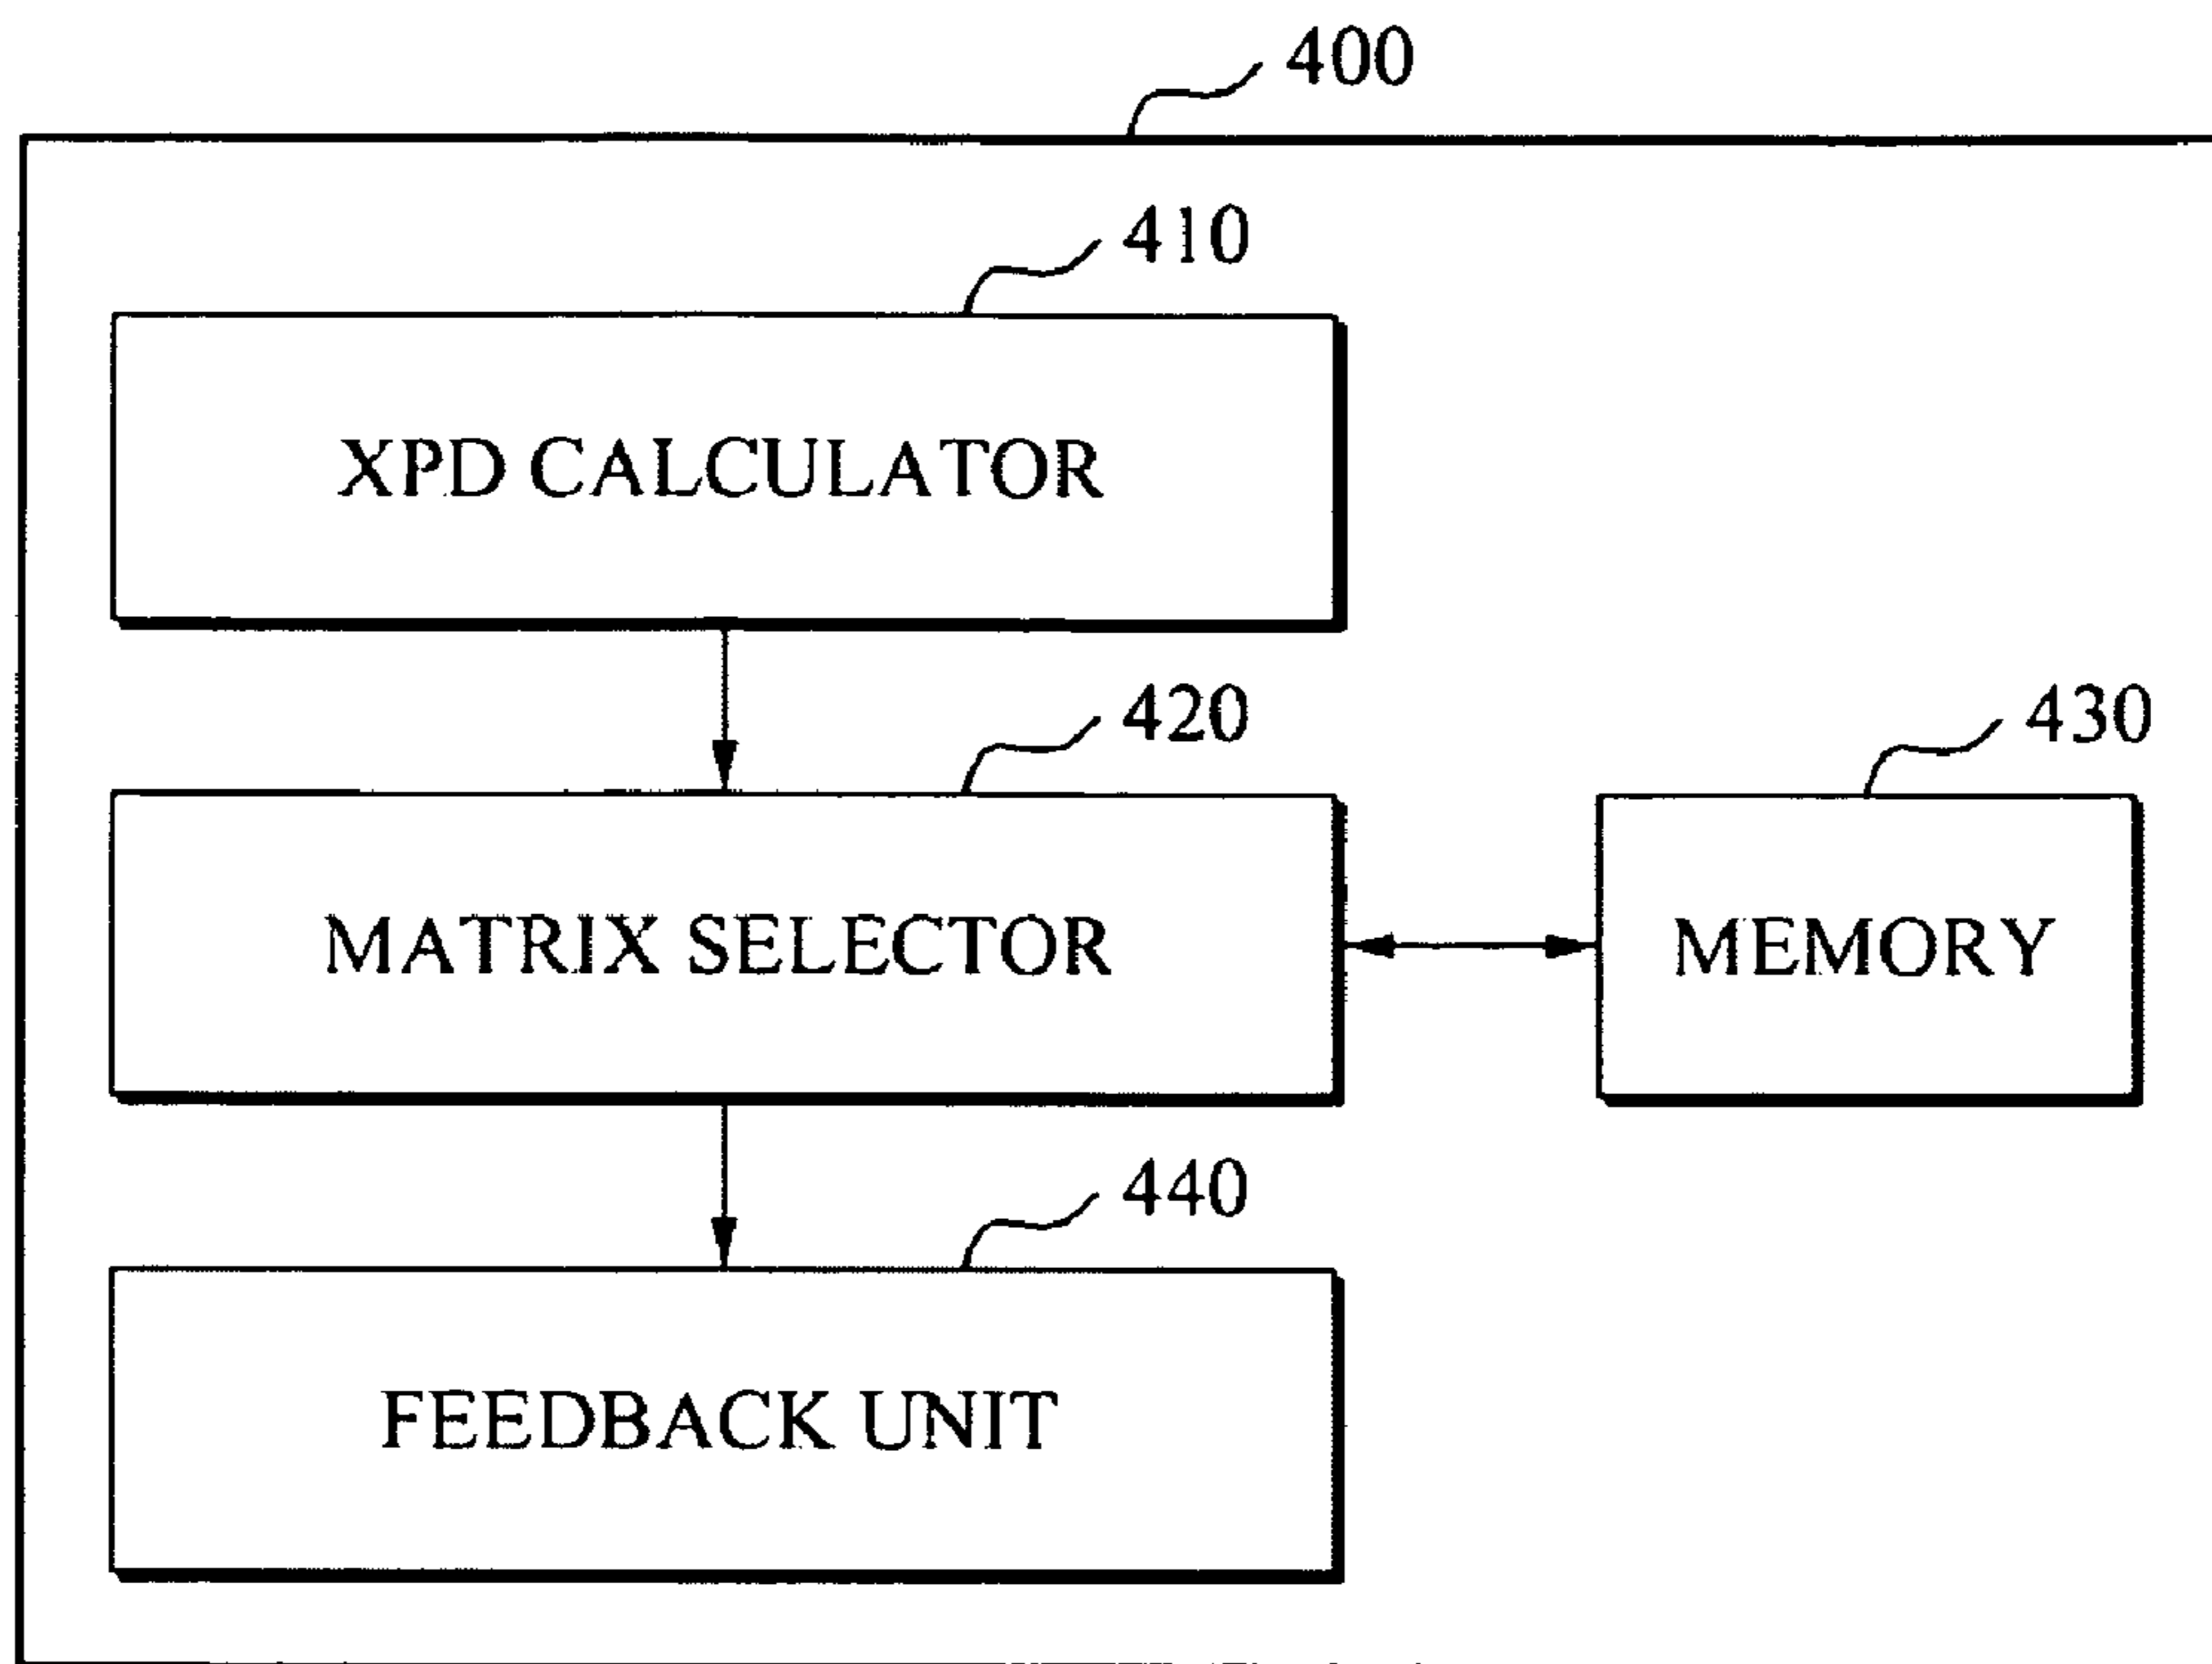 400
410
XPD CALCULATOR
420
430
MATRIX SELECTOR
MEMORY
440
FEEDBACK UNIT